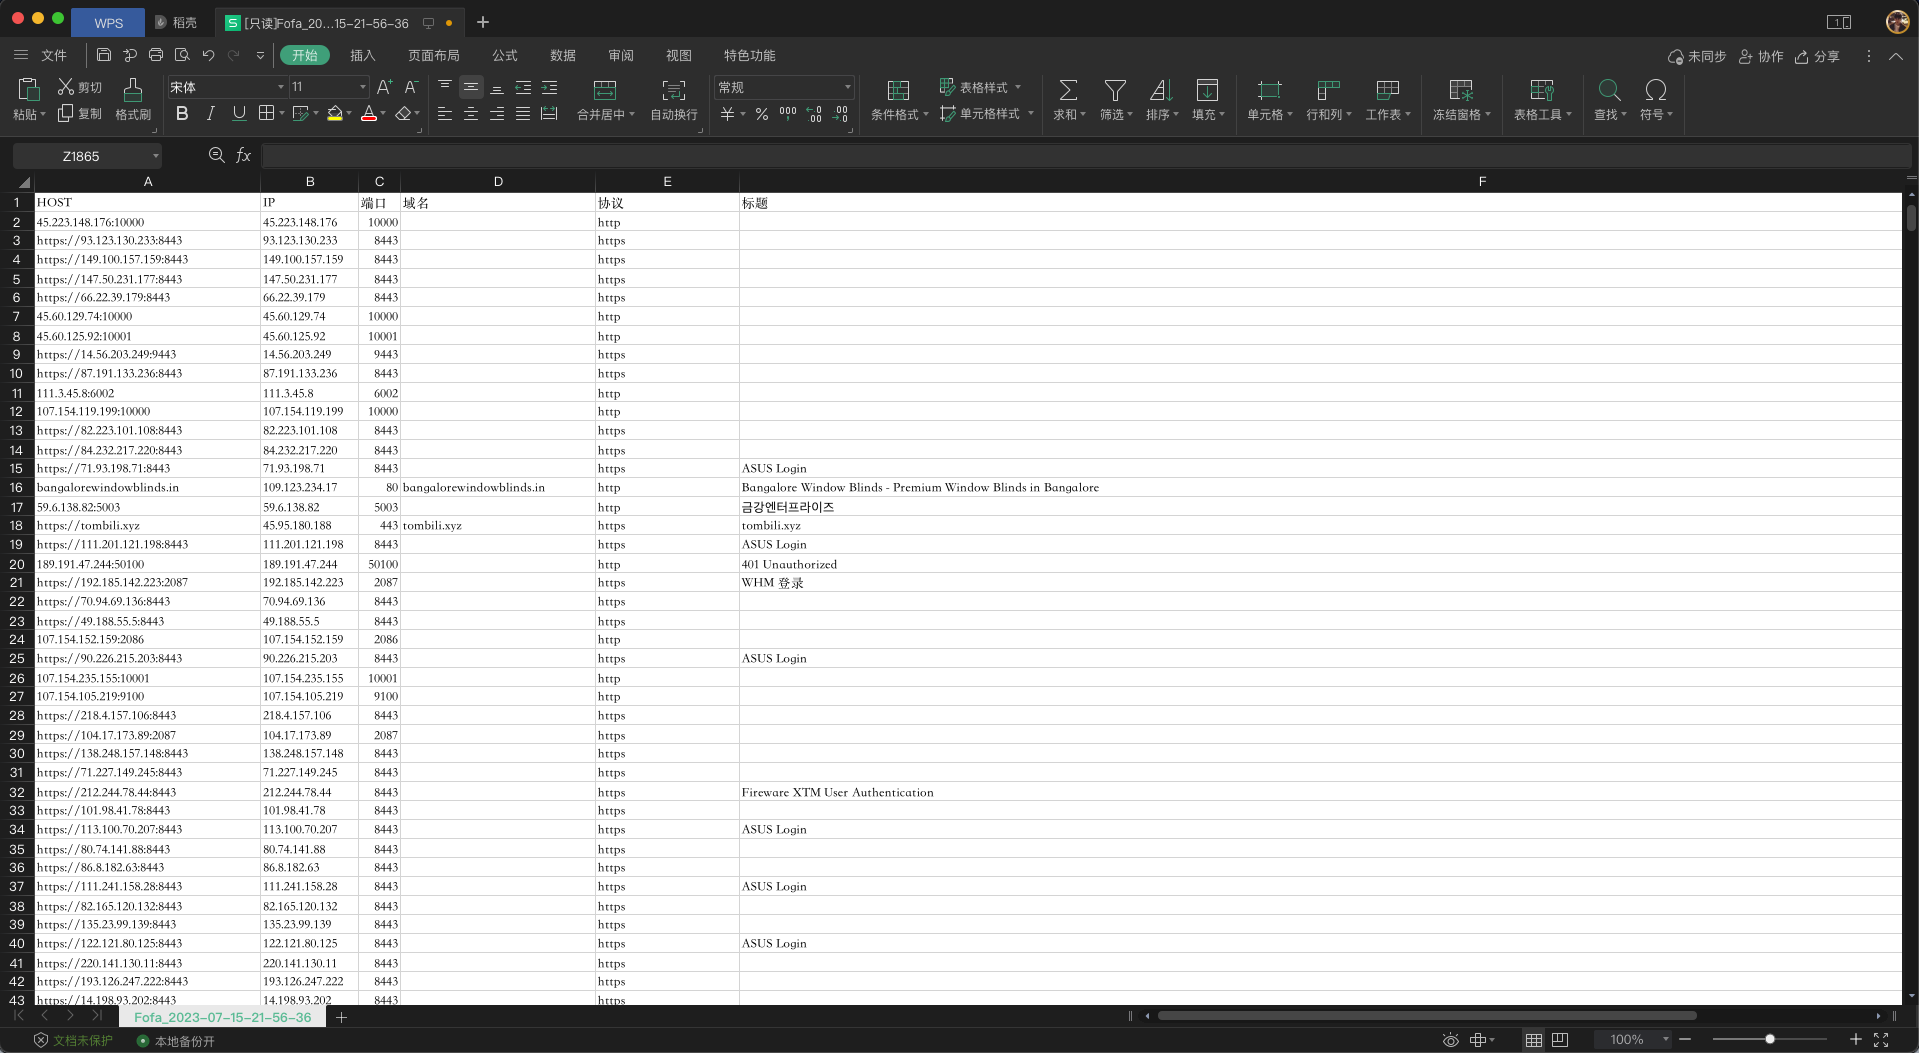 WPS 稻壳 [只读]Fofa_20...15-21-56-36
文件 开始 插入 页面布局 公式 数据 审阅 视图 特色功能 未同步 协作 分享
粘贴 剪切 复制 格式刷 宋体 11 B I U A 合并居中 自动换行 常规 ¥ % 条件格式 表格样式 单元格样式 求和 筛选 排序 填充 单元格 行和列 工作表 冻结窗格 表格工具 查找 符号
Z1865 fx
A B C D E F
1 HOST IP 端口 域名 协议 标题
2 45.223.148.176:10000 45.223.148.176 10000 http
3 https://93.123.130.233:8443 93.123.130.233 8443 https
4 https://149.100.157.159:8443 149.100.157.159 8443 https
5 https://147.50.231.177:8443 147.50.231.177 8443 https
6 https://66.22.39.179:8443 66.22.39.179 8443 https
7 45.60.129.74:10000 45.60.129.74 10000 http
8 45.60.125.92:10001 45.60.125.92 10001 http
9 https://14.56.203.249:9443 14.56.203.249 9443 https
10 https://87.191.133.236:8443 87.191.133.236 8443 https
11 111.3.45.8:6002 111.3.45.8 6002 http
12 107.154.119.199:10000 107.154.119.199 10000 http
13 https://82.223.101.108:8443 82.223.101.108 8443 https
14 https://84.232.217.220:8443 84.232.217.220 8443 https
15 https://71.93.198.71:8443 71.93.198.71 8443 https ASUS Login
16 bangalorewindowblinds.in 109.123.234.17 80 bangalorewindowblinds.in http Bangalore Window Blinds - Premium Window Blinds in Bangalore
17 59.6.138.82:5003 59.6.138.82 5003 http 금강엔터프라이즈
18 https://tombili.xyz 45.95.180.188 443 tombili.xyz https tombili.xyz
19 https://111.201.121.198:8443 111.201.121.198 8443 https ASUS Login
20 189.191.47.244:50100 189.191.47.244 50100 http 401 Unauthorized
21 https://192.185.142.223:2087 192.185.142.223 2087 https WHM 登录
22 https://70.94.69.136:8443 70.94.69.136 8443 https
23 https://49.188.55.5:8443 49.188.55.5 8443 https
24 107.154.152.159:2086 107.154.152.159 2086 http
25 https://90.226.215.203:8443 90.226.215.203 8443 https ASUS Login
26 107.154.235.155:10001 107.154.235.155 10001 http
27 107.154.105.219:9100 107.154.105.219 9100 http
28 https://218.4.157.106:8443 218.4.157.106 8443 https
29 https://104.17.173.89:2087 104.17.173.89 2087 https
30 https://138.248.157.148:8443 138.248.157.148 8443 https
31 https://71.227.149.245:8443 71.227.149.245 8443 https
32 https://212.244.78.44:8443 212.244.78.44 8443 https Fireware XTM User Authentication
33 https://101.98.41.78:8443 101.98.41.78 8443 https
34 https://113.100.70.207:8443 113.100.70.207 8443 https ASUS Login
35 https://80.74.141.88:8443 80.74.141.88 8443 https
36 https://86.8.182.63:8443 86.8.182.63 8443 https
37 https://111.241.158.28:8443 111.241.158.28 8443 https ASUS Login
38 https://82.165.120.132:8443 82.165.120.132 8443 https
39 https://135.23.99.139:8443 135.23.99.139 8443 https
40 https://122.121.80.125:8443 122.121.80.125 8443 https ASUS Login
41 https://220.141.130.11:8443 220.141.130.11 8443 https
42 https://193.126.247.222:8443 193.126.247.222 8443 https
43 https://14.198.93.202:8443 14.198.93.202 8443 https
Fofa_2023-07-15-21-56-36
文档未保护 本地备份开 100%